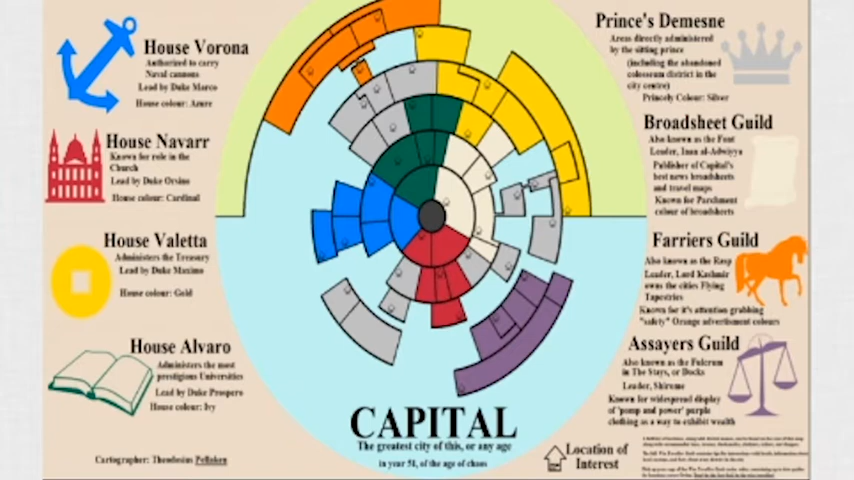 House Vorona
Authorized to carry
Naval cannons
Lead by Duke Marco
House colour: Azure
House Navarr
Known for role in the
Church
Lead by Duke Orsino
House colour: Cardinal
House Valetta
Administers the Treasury
Lead by Duke Maximo
House colour: Gold
House Alvaro
Administers the most
prestigious Universities
Lead by Duke Prospero
House colour: Ivy
Cartographer: Theodosius
CAPITAL
The greatest city of this, or any age
in year 51, of the age of chaos
Location of
Interest
Prince's Demesne
Areas directly administered
by the sitting prince
(including the abandoned
colosseum district in the
city centre)
Princely Colour: Silver
Broadsheet Guild
Also known as the Font
Leader,
Publisher of Capital's
best news broadsheets
and travel maps
Known for Parchment
colour of broadsheets
Farriers Guild
Also known as the Rasp
Leader, Lord Kashmir
owns the cities Flying
Tapestries
Known for it's attention grabbing
"safety" Orange advertisment colours
Assayers Guild
Also known as the Fulcrum
in The Stays, or Docks
Leader, Shirome
Known for widespread display
of 'pomp and power' purple
clothing as a way to exhibit wealth